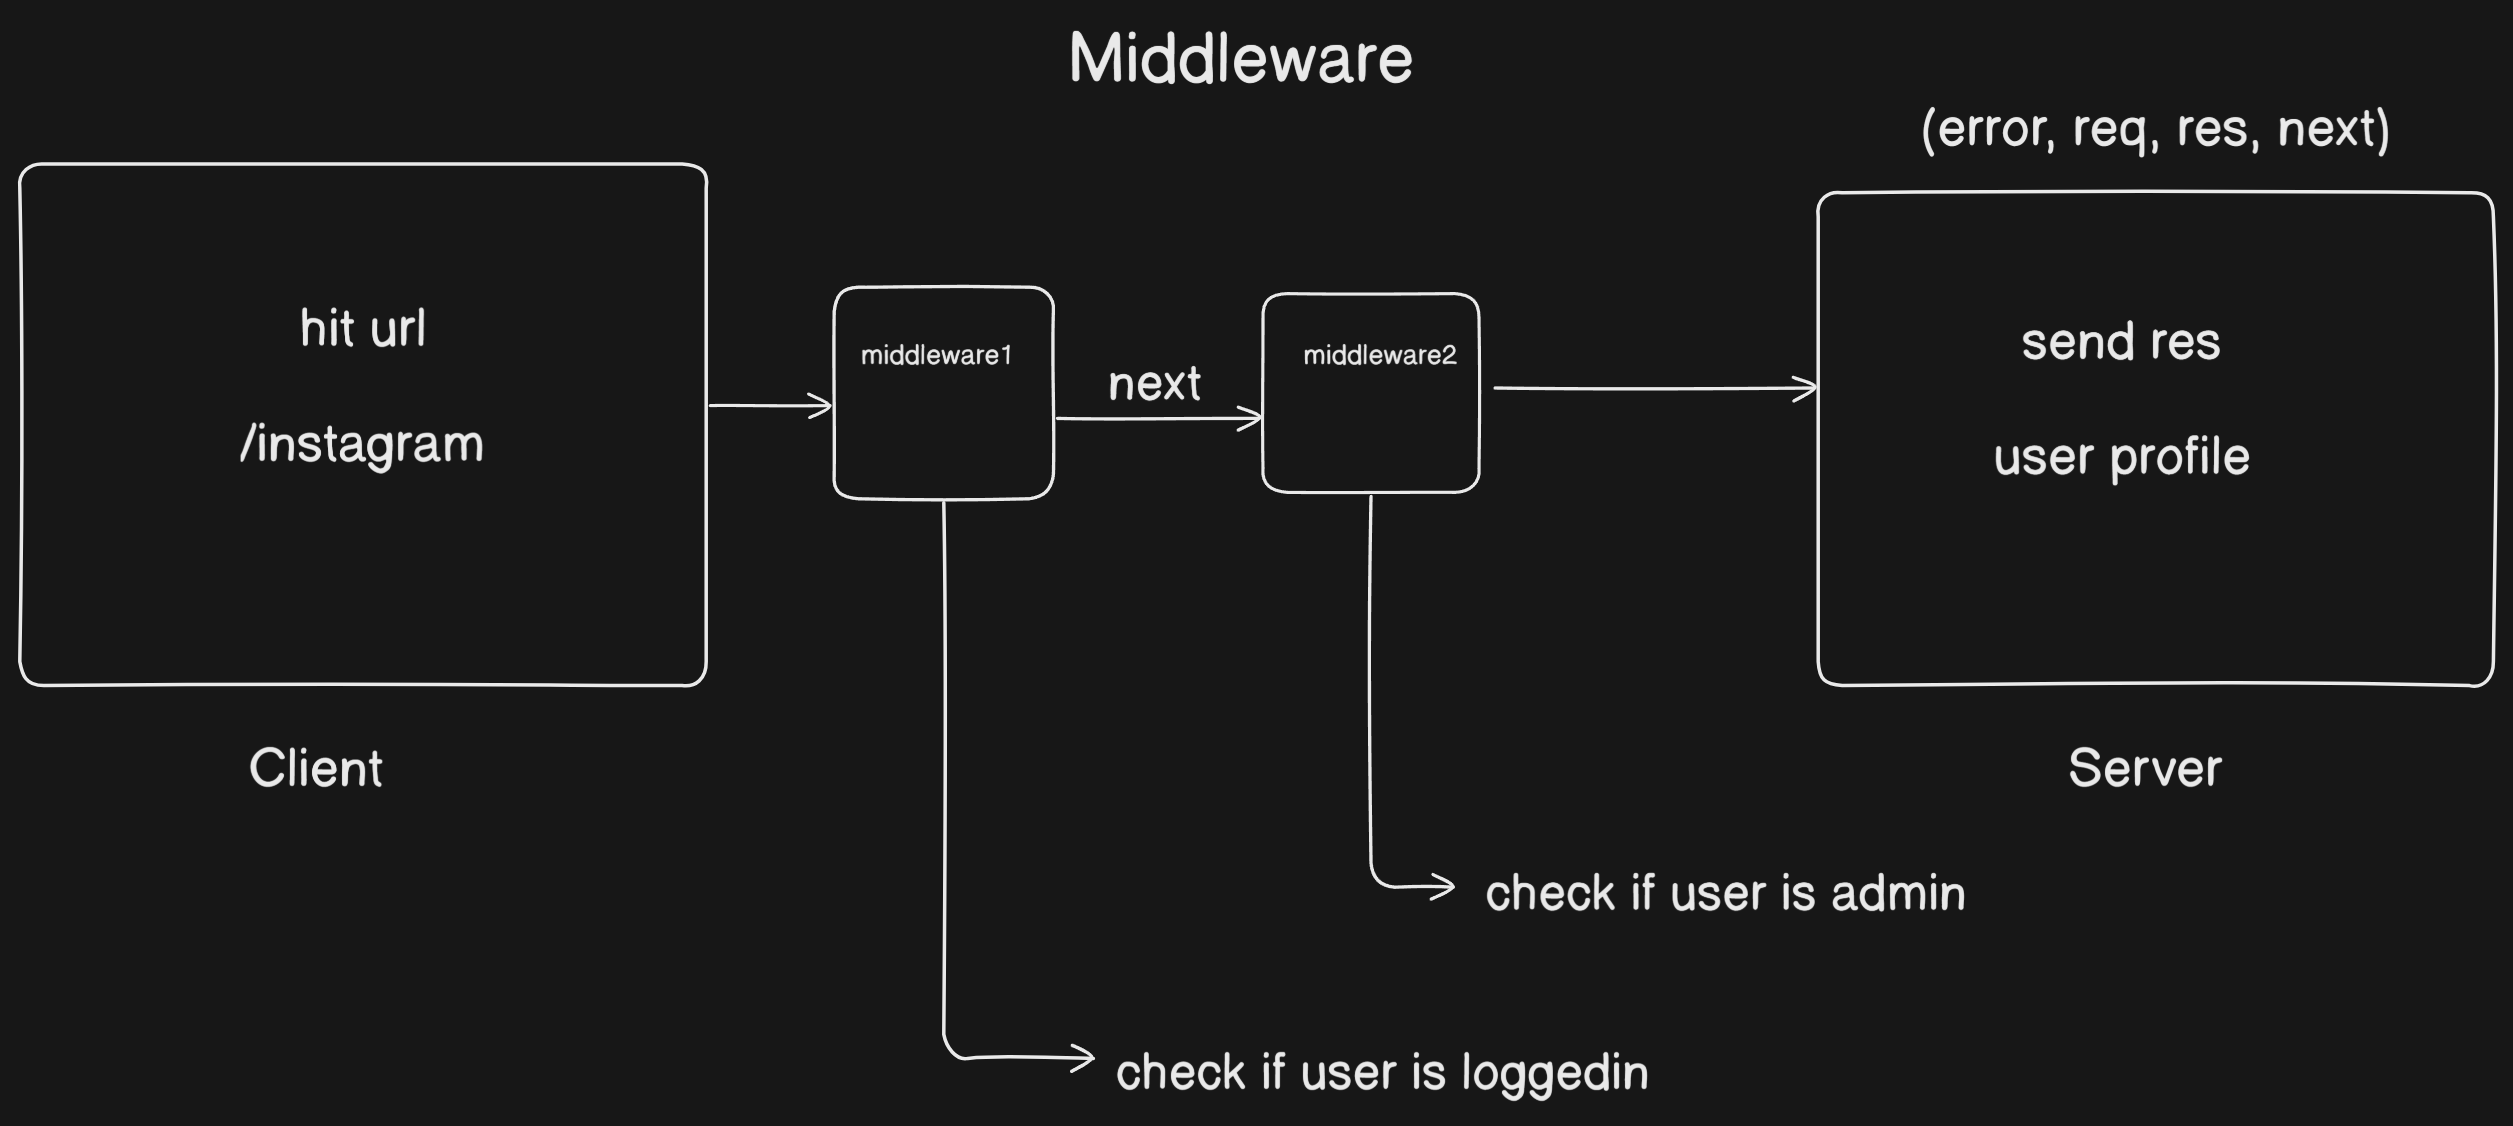 Middleware
(error, req, res, next)
hit url
/instagram
middleware1
next
middleware2
send res
user profile
Client
Server
check if user is admin
check if user is loggedin